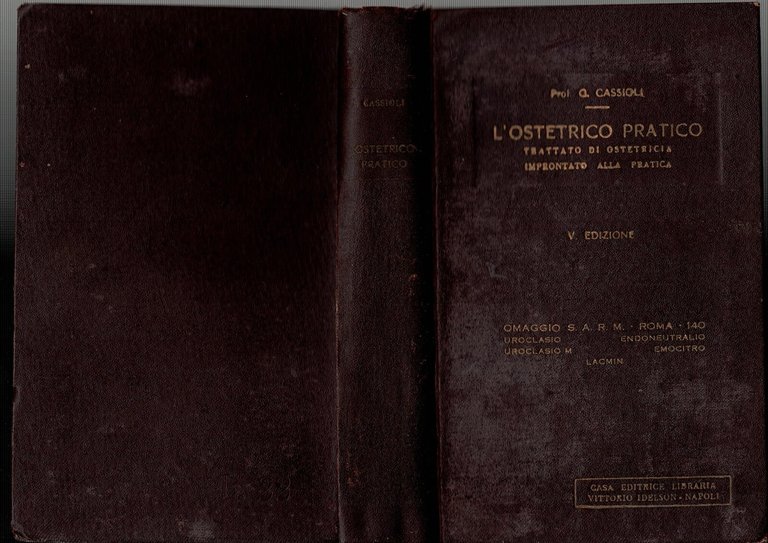 CASSIOLI
OSTETRICO
PRATICO
Prof. G. CASSIOLI
L'OSTETRICO PRATICO
TRATTATO DI OSTETRICIA
IMPRONTATO ALLA PRATICA
V. EDIZIONE
OMAGGIO S. A. R. M. - ROMA - 140
UROCLASIO ENDONEUTRALIO
UROCLASIO M EMOCITRO
LACMIN
CASA EDITRICE LIBRARIA
VITTORIO IDELSON - NAPOLI